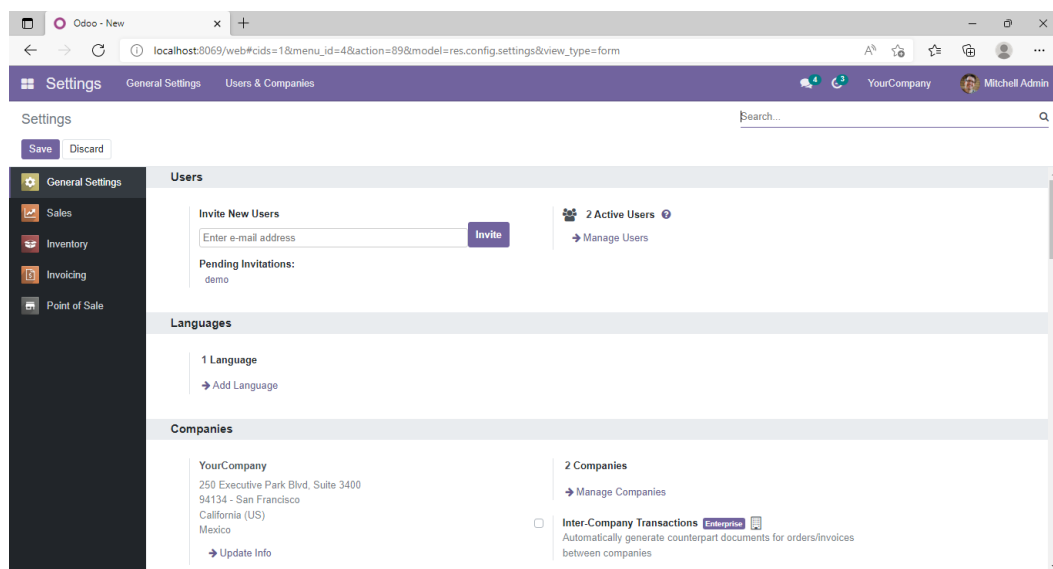 Odoo - New
localhost:8069/web#cids=1&menu_id=4&action=89&model=res.config.settings&view_type=form
Settings General Settings Users & Companies 4 3 YourCompany Mitchell Admin
Settings Search...
Save Discard
General Settings
Sales
Inventory
Invoicing
Point of Sale
Users
Invite New Users
Enter e-mail address Invite
Pending Invitations:
demo
2 Active Users
Manage Users
Languages
1 Language
Add Language
Companies
YourCompany
250 Executive Park Blvd, Suite 3400
94134 - San Francisco
California (US)
Mexico
Update Info
2 Companies
Manage Companies
Inter-Company Transactions Enterprise
Automatically generate counterpart documents for orders/invoices
between companies